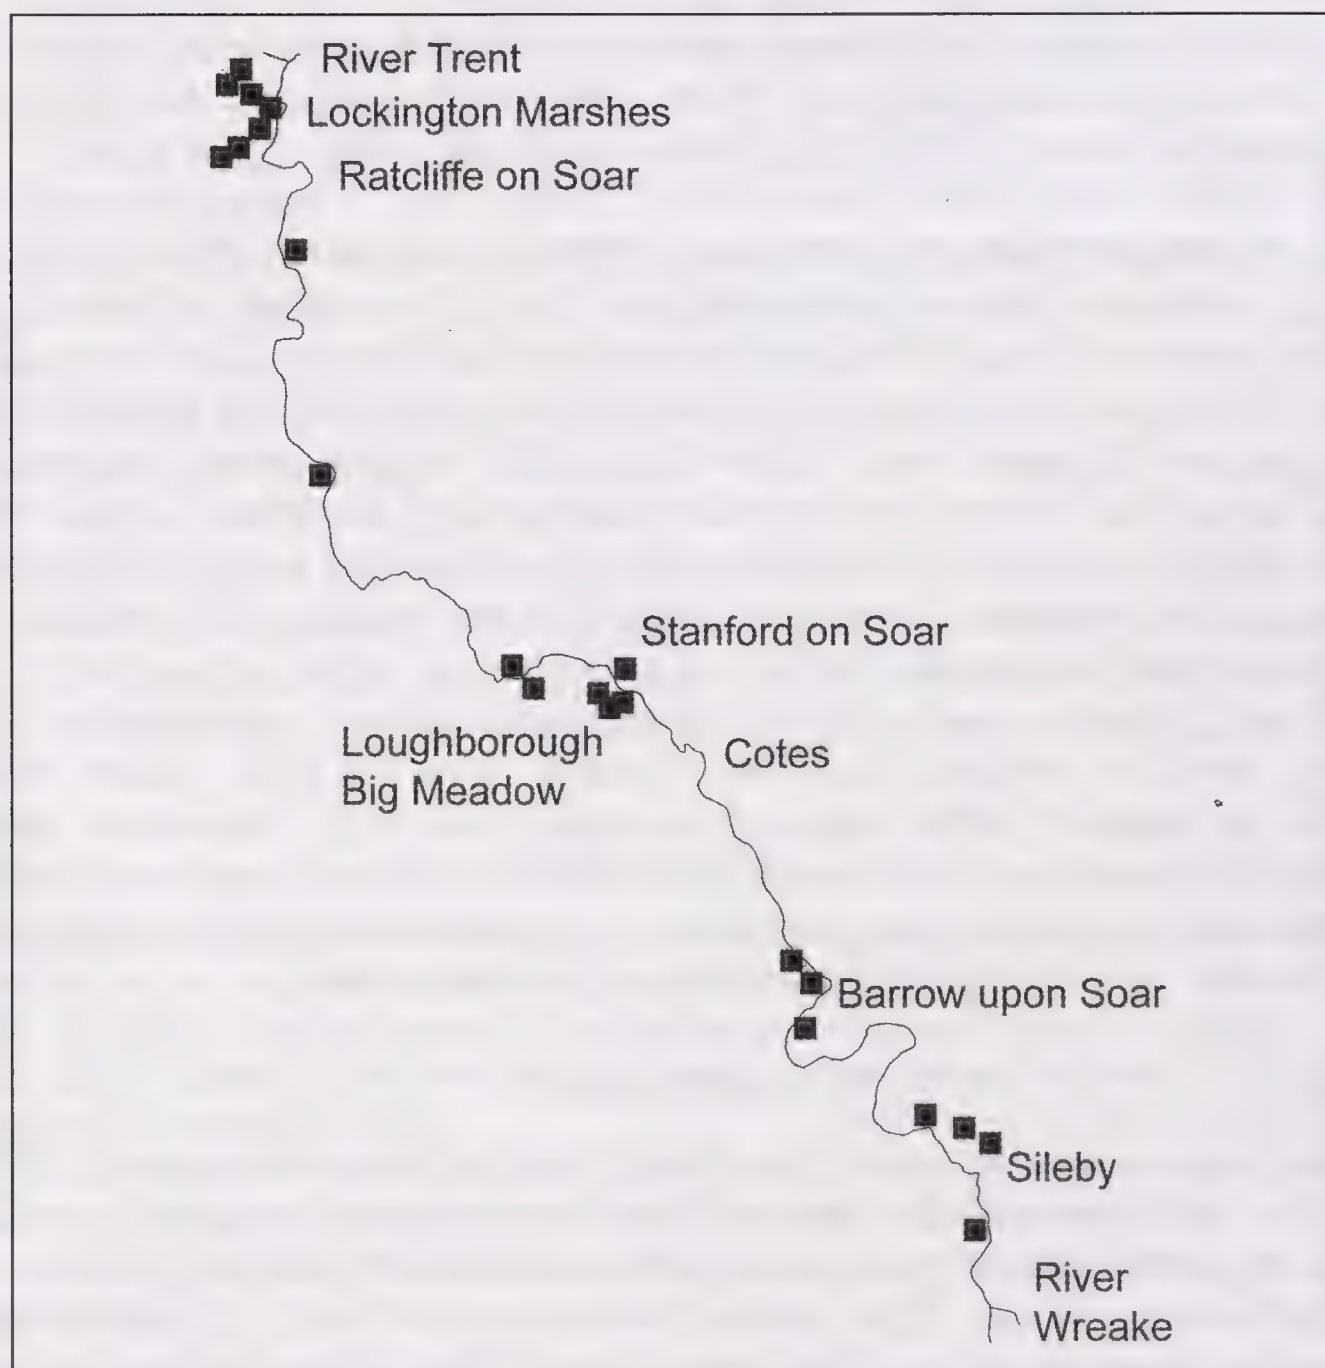 River Trent
Lockington Marshes
Ratcliffe on Soar
Stanford on Soar
Loughborough
Big Meadow
Cotes
Barrow upon Soar
Sileby
River
Wreake